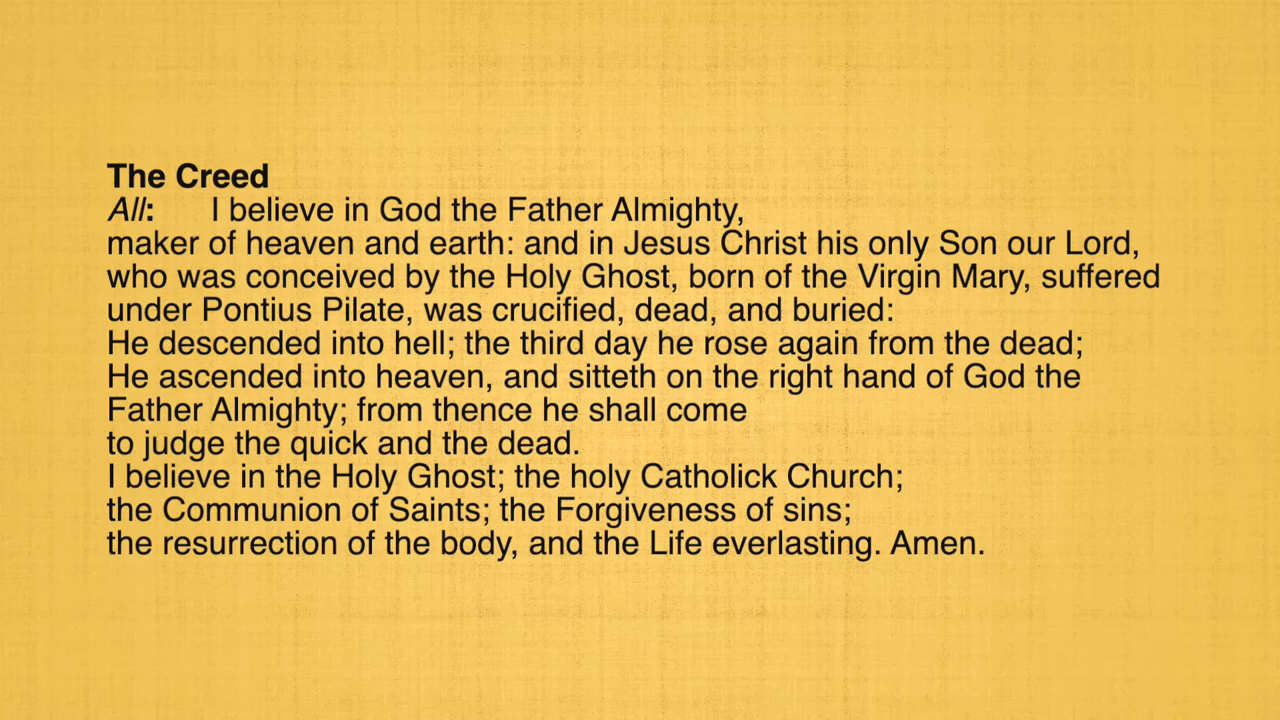 The Creed
All: I believe in God the Father Almighty,
maker of heaven and earth: and in Jesus Christ his only Son our Lord,
who was conceived by the Holy Ghost, born of the Virgin Mary, suffered
under Pontius Pilate, was crucified, dead, and buried:
He descended into hell; the third day he rose again from the dead;
He ascended into heaven, and sitteth on the right hand of God the
Father Almighty; from thence he shall come
to judge the quick and the dead.
I believe in the Holy Ghost; the holy Catholick Church;
the Communion of Saints; the Forgiveness of sins;
the resurrection of the body, and the Life everlasting. Amen.